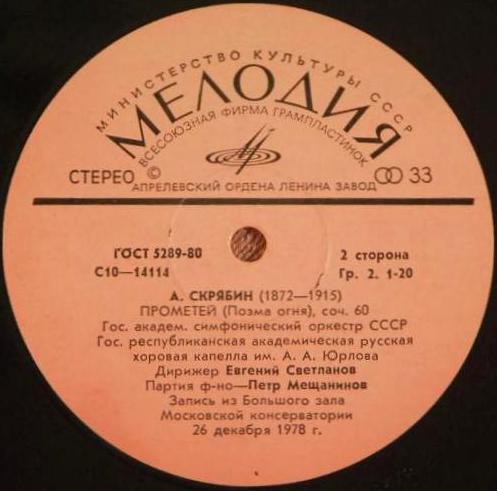 МИНИСТЕРСТВО КУЛЬТУРЫ СССР
МЕЛОДИЯ
ВСЕСОЮЗНАЯ ФИРМА ГРАМПЛАСТИНОК
СТЕРЕО © 33
АПРЕЛЕВСКИЙ ОРДЕНА ЛЕНИНА ЗАВОД
ГОСТ 5289-80 2 сторона
С10—14114 Гр. 2. 1-20
А. СКРЯБИН (1872—1915)
ПРОМЕТЕЙ (Поэма огня), соч. 60
Гос. академ. симфонический оркестр СССР
Гос. республиканская академическая русская
хоровая капелла им. А. А. Юрлова
Дирижер Евгений Светланов
Партия ф-но—Петр Мещанинов
Запись из Большого зала
Московской консерватории
26 декабря 1978 г.